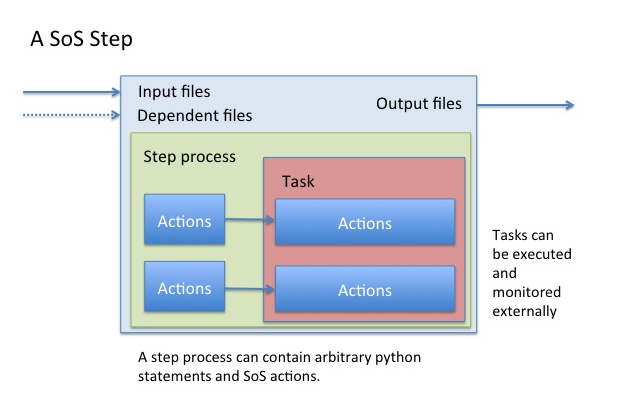 A SoS Step
Input files
Output files
Dependent files
Step process
Task
Actions
Actions
Actions
Actions
Tasks can
be executed
and
monitored
externally
A step process can contain arbitrary python
statements and SoS actions.